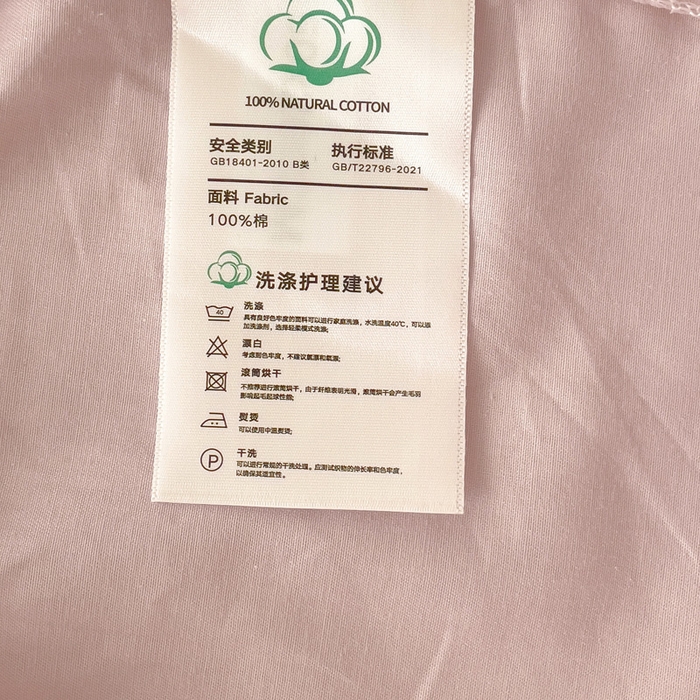 100% NATURAL COTTON
安全类别 执行标准
GB18401-2010 B类 GB/T22796-2021
面料 Fabric
100%棉
洗涤护理建议
40
洗涤
具有良好色牢度的面料可以进行家庭洗涤，水洗温度40℃，可以添
加洗涤剂，选择轻柔模式洗涤;
漂白
考虑到色牢度，不建议氯漂和氧漂;
滚筒烘干
不推荐进行滚筒烘干，由于纤维表明光滑，滚筒烘干会产生毛羽
影响起毛起球性能;
熨烫
可以使用中温熨烫;
P
干洗
可以进行常规的干洗处理。应测试织物的伸长率和色牢度，
以确保其适宜性。